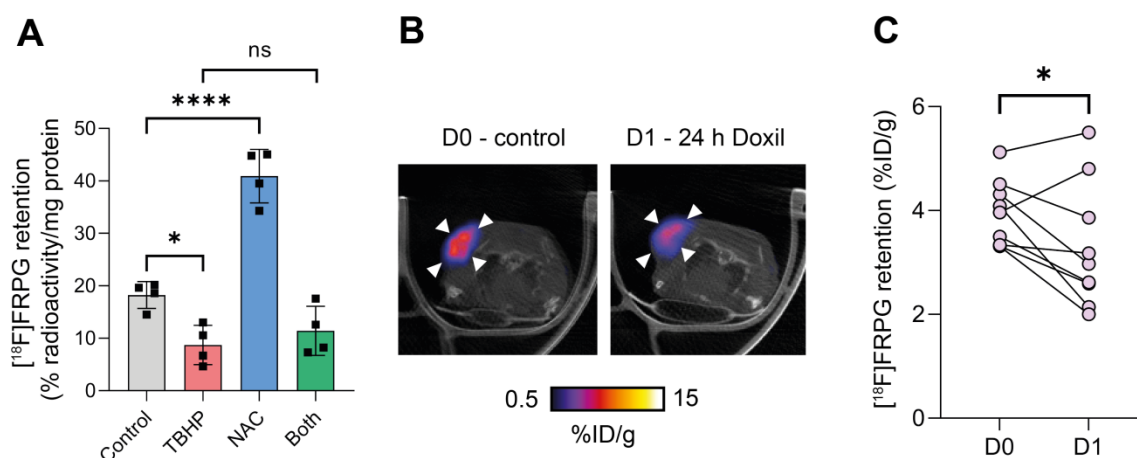 A
B
C
ns
****
*
[¹⁸F]FRPG retention
(% radioactivity/mg protein)
50
40
30
20
10
0
Control
TBHP
NAC
Both
D0 - control
D1 - 24 h Doxil
0.5
15
%ID/g
*
[¹⁸F]FRPG retention (%ID/g)
6
4
2
0
D0
D1